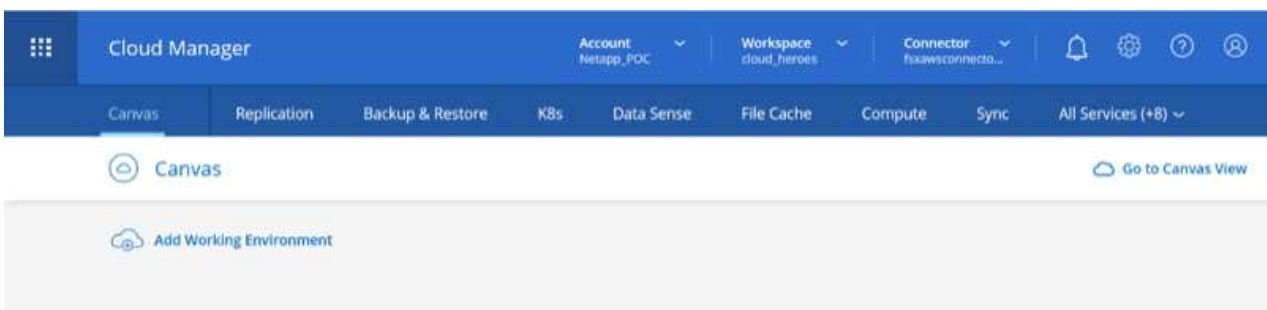 Cloud Manager
Account
Netapp_POC
Workspace
cloud_heroes
Connector
fsxawsconnecto...
Canvas Replication Backup & Restore K8s Data Sense File Cache Compute Sync All Services (+8)
Canvas
Go to Canvas View
Add Working Environment